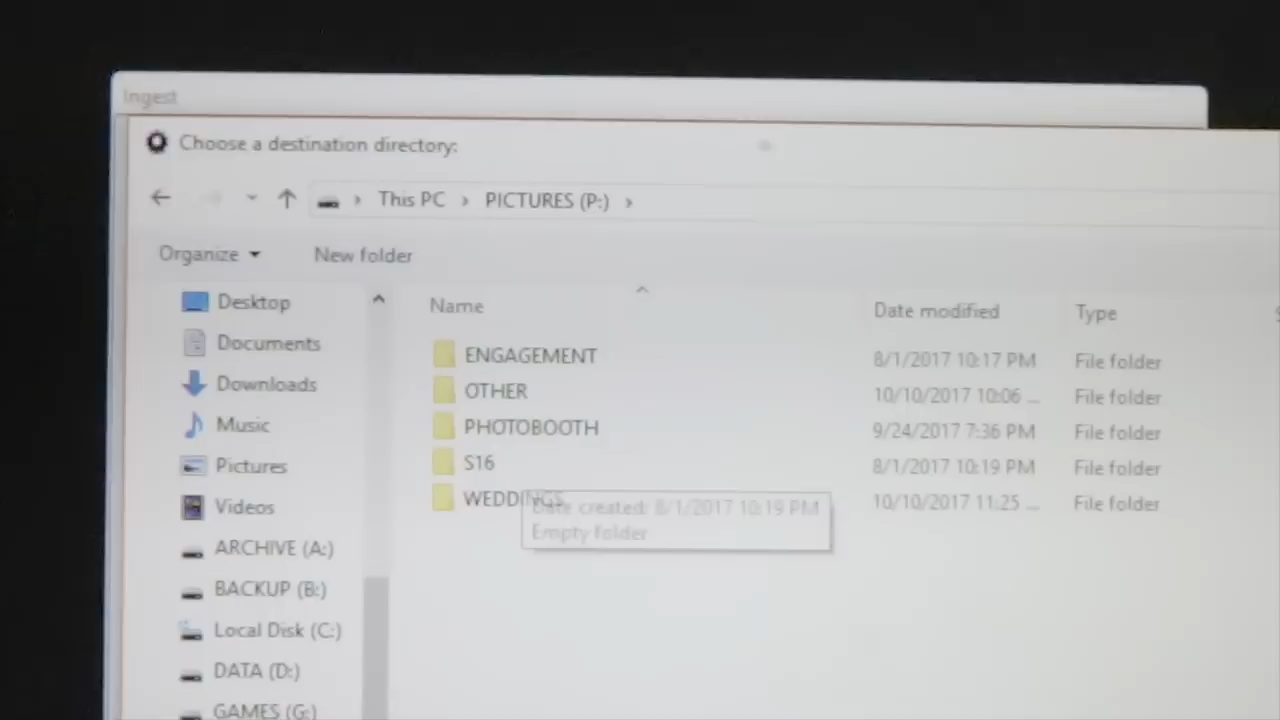 Ingest
Choose a destination directory:
This PC > PICTURES (P:) >
Organize New folder
Name Date modified Type
Desktop
Documents
Downloads
Music
Pictures
Videos
ARCHIVE (A:)
BACKUP (B:)
Local Disk (C:)
DATA (D:)
GAMES (G:)
ENGAGEMENT 8/1/2017 10:17 PM File folder
OTHER 10/10/2017 10:06 ... File folder
PHOTOBOOTH 9/24/2017 7:36 PM File folder
S16 8/1/2017 10:19 PM File folder
WEDDINGS 10/10/2017 11:25 ... File folder
Date created: 8/1/2017 10:19 PM
Empty folder